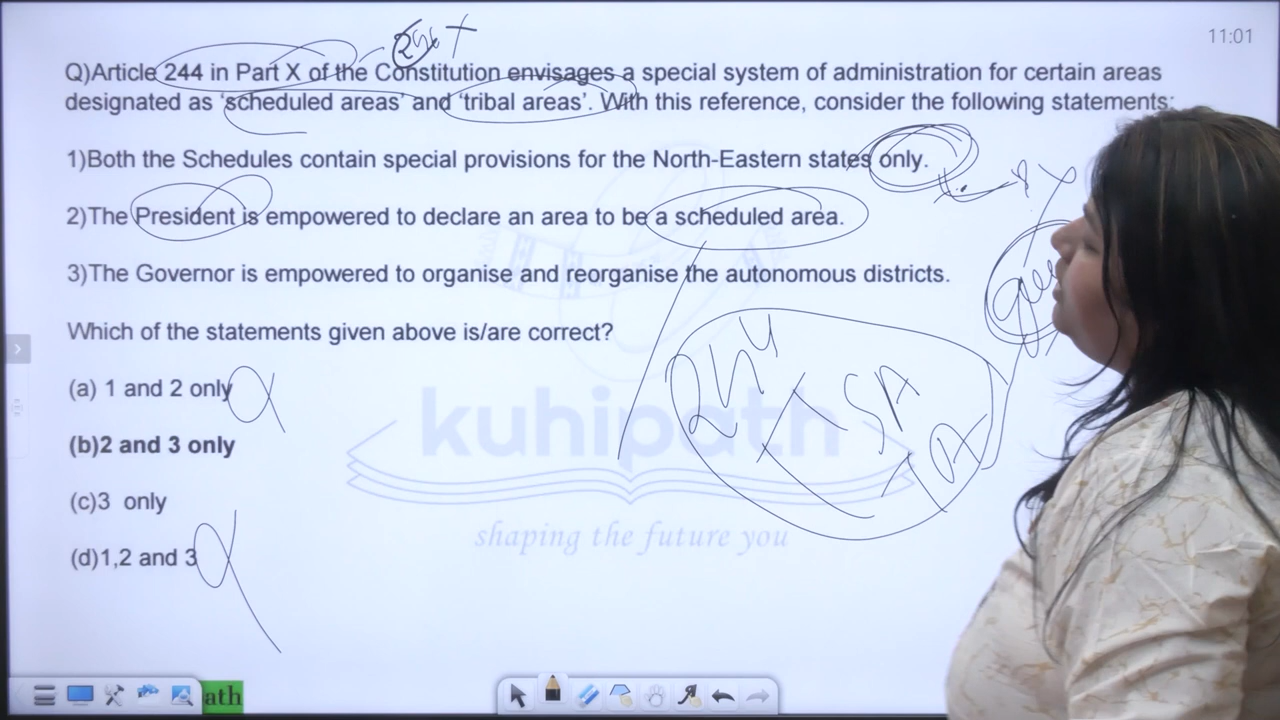 11:01
Q)Article 244 in Part X of the Constitution envisages a special system of administration for certain areas
designated as 'scheduled areas' and 'tribal areas'. With this reference, consider the following statements:
1)Both the Schedules contain special provisions for the North-Eastern states only.
2)The President is empowered to declare an area to be a scheduled area.
3)The Governor is empowered to organise and reorganise the autonomous districts.
Which of the statements given above is/are correct?
(a) 1 and 2 only
(b)2 and 3 only
(c)3 only
(d)1,2 and 3
244
SA
TA
kuhipath
shaping the future you
ath